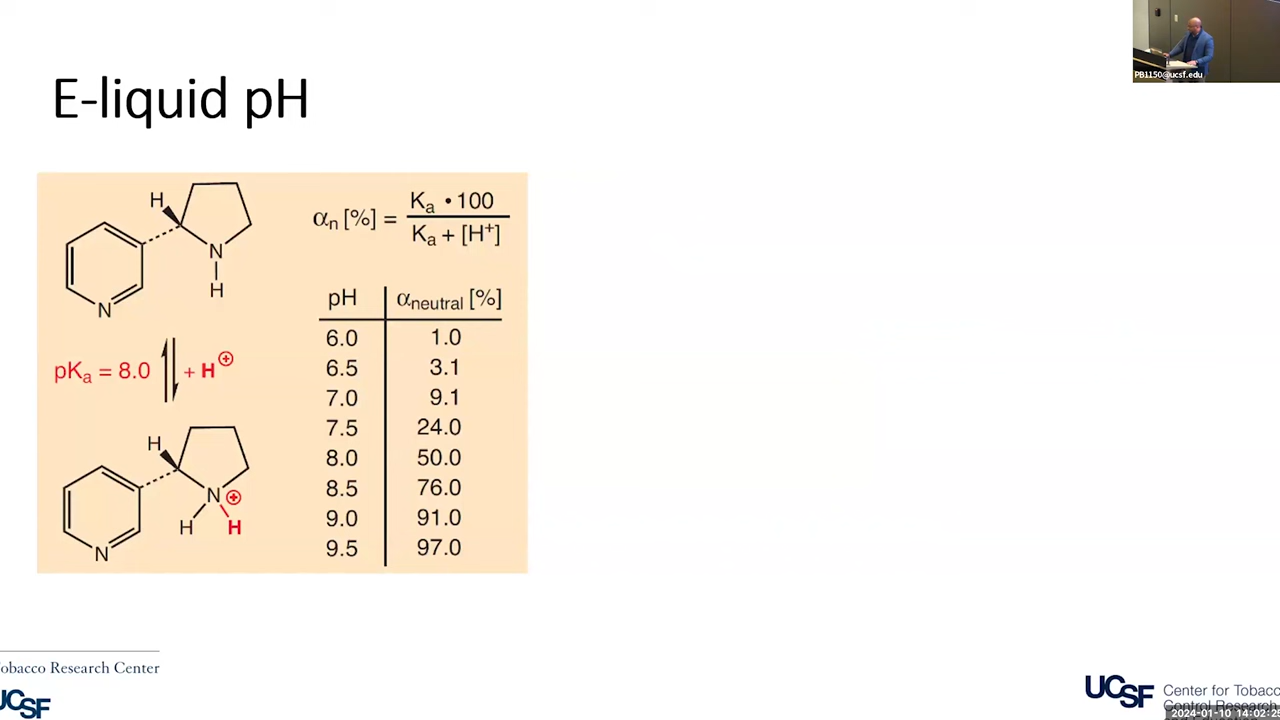 PB1150@ucsf.edu
E-liquid pH
H
N
H
N
pKa = 8.0
+ H⊕
H
N⊕
H H
N
αn [%] = Ka • 100
Ka + [H+]
pH αneutral [%]
6.0 1.0
6.5 3.1
7.0 9.1
7.5 24.0
8.0 50.0
8.5 76.0
9.0 91.0
9.5 97.0
obacco Research Center
UCSF
UCSF Center for Tobacc
Control Research
2024-01-10 14:02:2